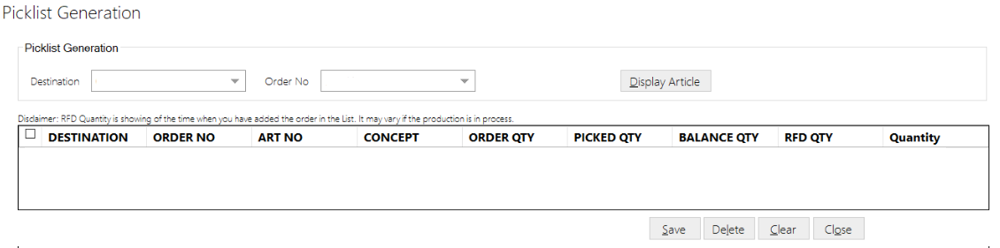 Picklist Generation
Picklist Generation
Destination Order No Display Article
Disclaimer: RFD Quantity is showing of the time when you have added the order in the List. It may vary if the production is in process.
DESTINATION ORDER NO ART NO CONCEPT ORDER QTY PICKED QTY BALANCE QTY RFD QTY Quantity
Save Delete Clear Close